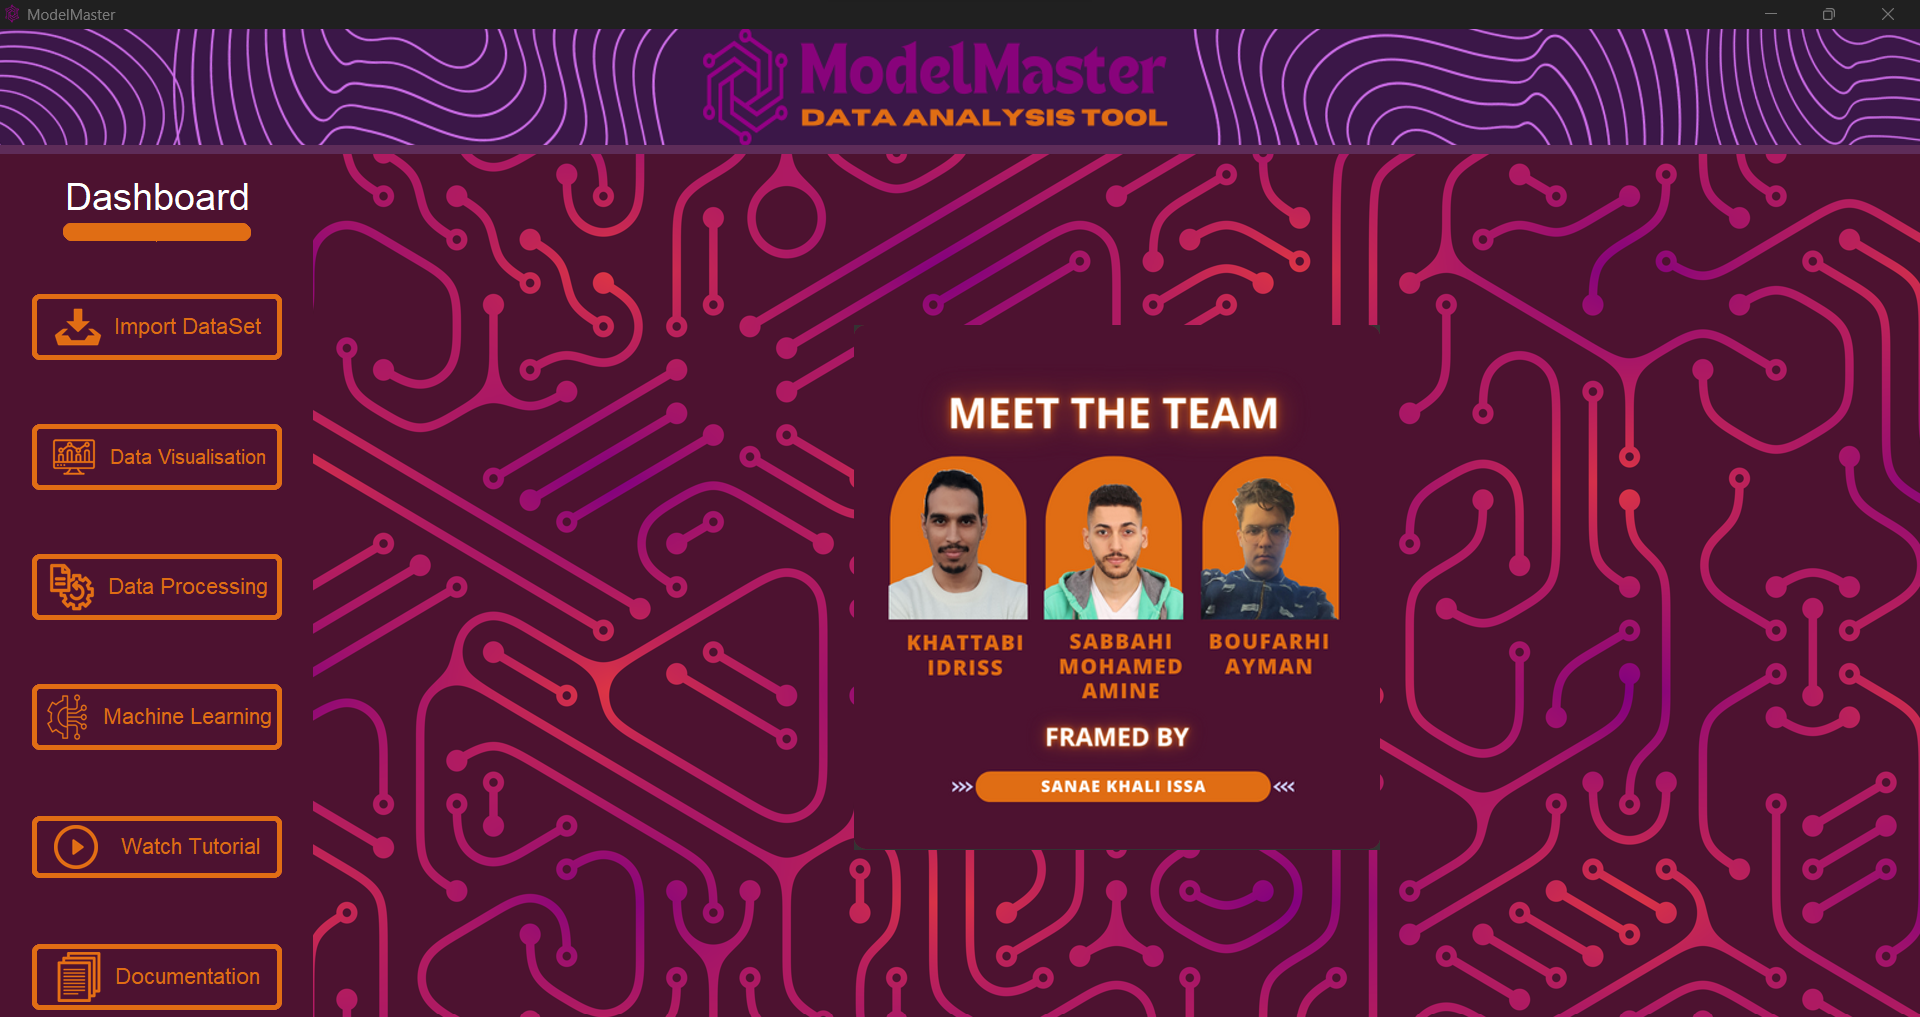 ModelMaster
ModelMaster
DATA ANALYSIS TOOL
Dashboard
Import DataSet
Data Visualisation
Data Processing
Machine Learning
Watch Tutorial
Documentation
MEET THE TEAM
KHATTABI
IDRISS
SABBAHI
MOHAMED
AMINE
BOUFARHI
AYMAN
FRAMED BY
>>> SANAE KHALI ISSA <<<